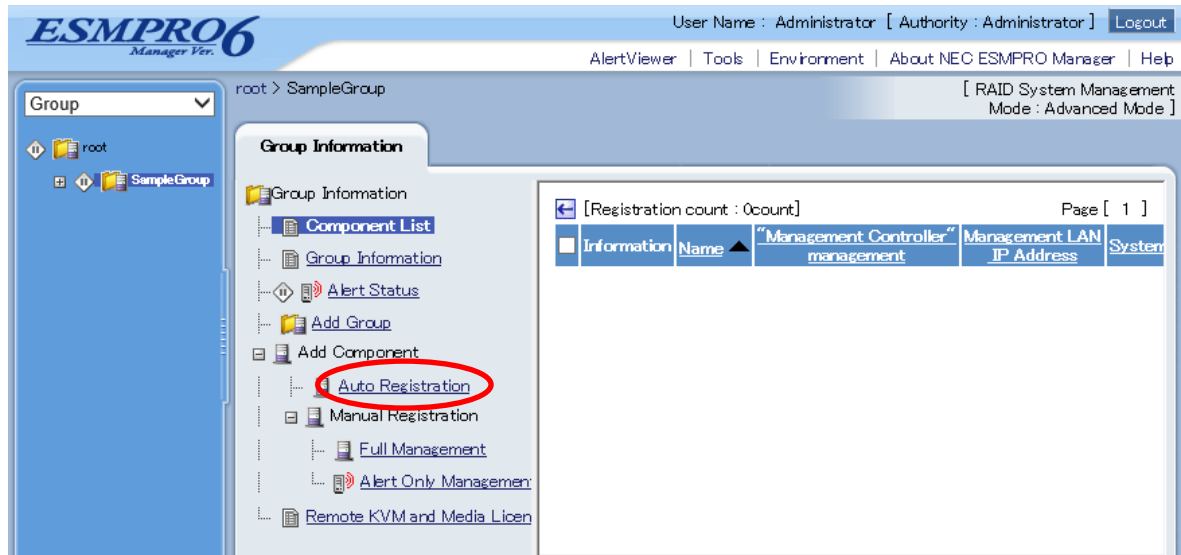 ESMPRO6
Manager Ver.
User Name : Administrator [ Authority : Administrator ] Logout
AlertViewer | Tools | Environment | About NEC ESMPRO Manager | Help
Group
root > SampleGroup
[ RAID System Management
Mode : Advanced Mode ]
root
SampleGroup
Group Information
Group Information
Component List
Group Information
Alert Status
Add Group
Add Component
Auto Registration
Manual Registration
Full Management
Alert Only Managemen
Remote KVM and Media Licen
[Registration count : 0count] Page [ 1 ]
Information Name ▲ "Management Controller" management Management LAN IP Address System